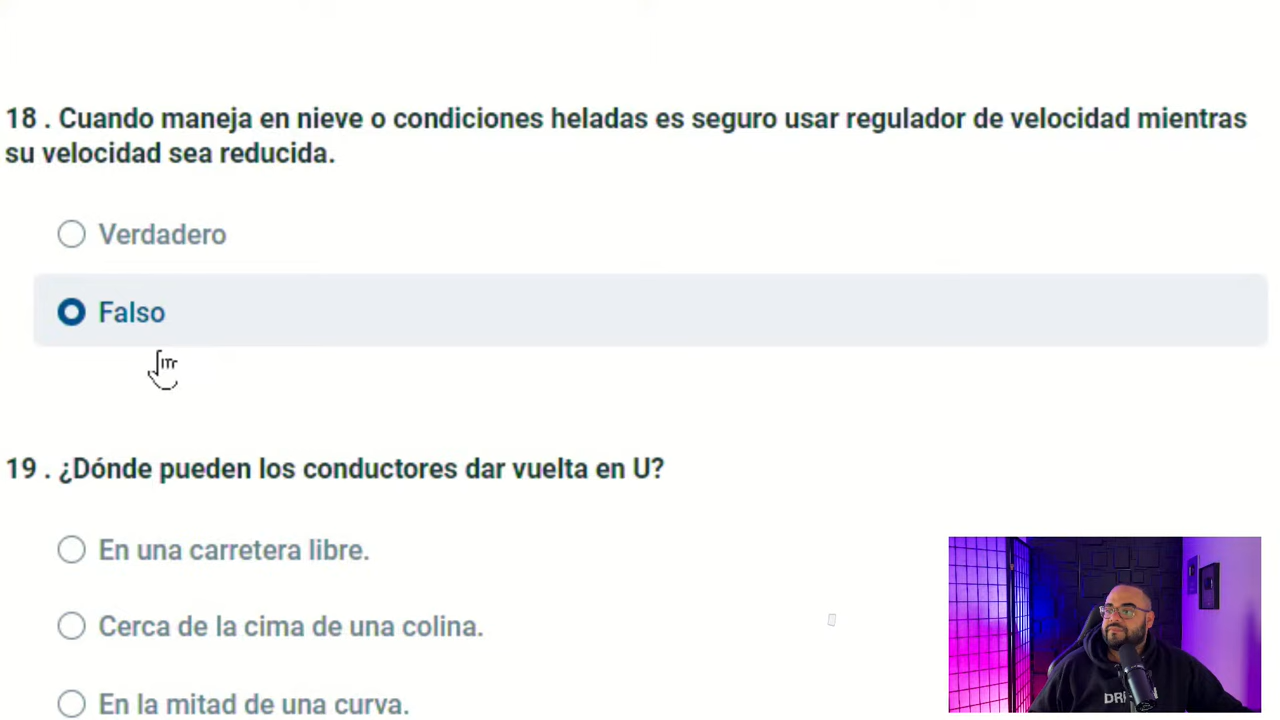 18 . Cuando maneja en nieve o condiciones heladas es seguro usar regulador de velocidad mientras
su velocidad sea reducida.
Verdadero
Falso
19 . ¿Dónde pueden los conductores dar vuelta en U?
En una carretera libre.
Cerca de la cima de una colina.
En la mitad de una curva.